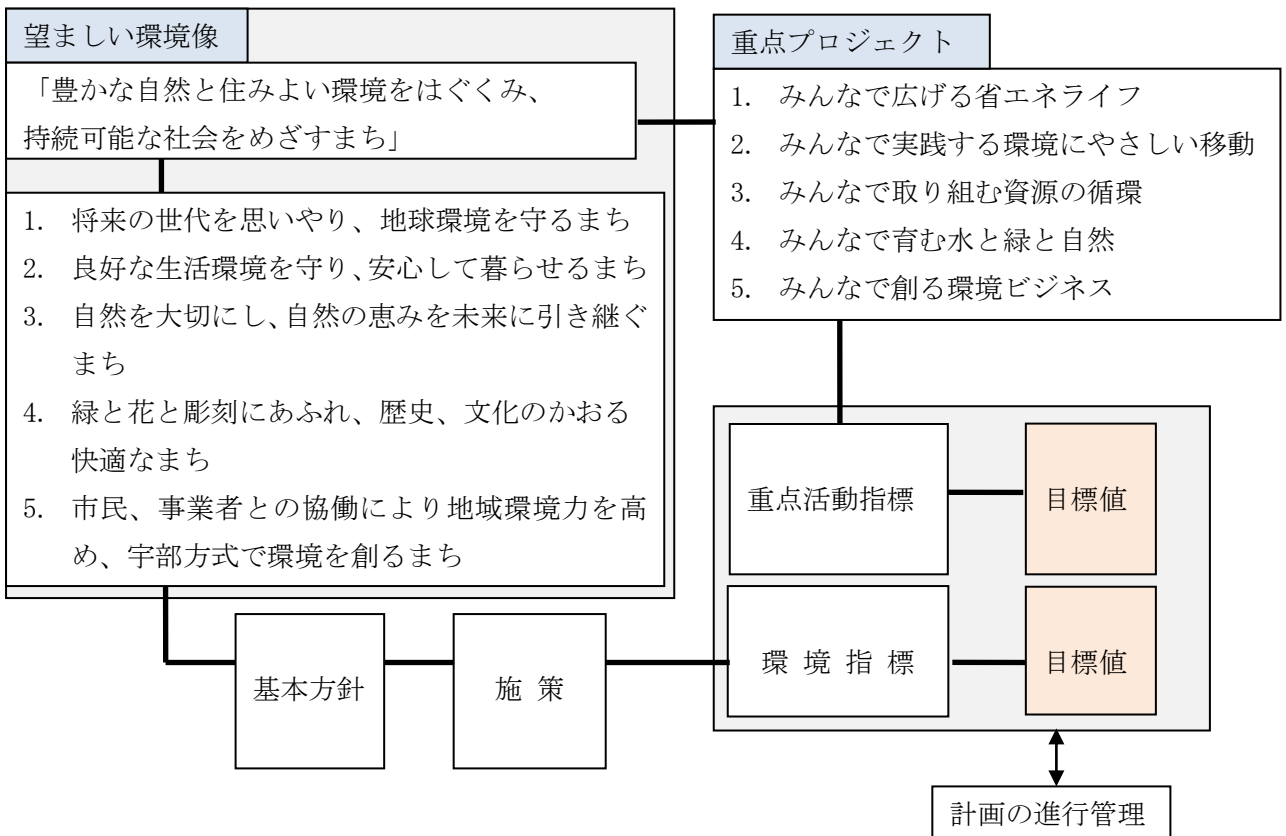 望ましい環境像
「豊かな自然と住みよい環境をはぐくみ、
持続可能な社会をめざすまち」
1. 将来の世代を思いやり、地球環境を守るまち
2. 良好な生活環境を守り、安心して暮らせるまち
3. 自然を大切にし、自然の恵みを未来に引き継ぐ
まち
4. 緑と花と彫刻にあふれ、歴史、文化のかおる
快適なまち
5. 市民、事業者との協働により地域環境力を高
め、宇部方式で環境を創るまち
重点プロジェクト
1. みんなで広げる省エネライフ
2. みんなで実践する環境にやさしい移動
3. みんなで取り組む資源の循環
4. みんなで育む水と緑と自然
5. みんなで創る環境ビジネス
重点活動指標
目標値
基本方針
施 策
環 境 指 標
目標値
計画の進行管理